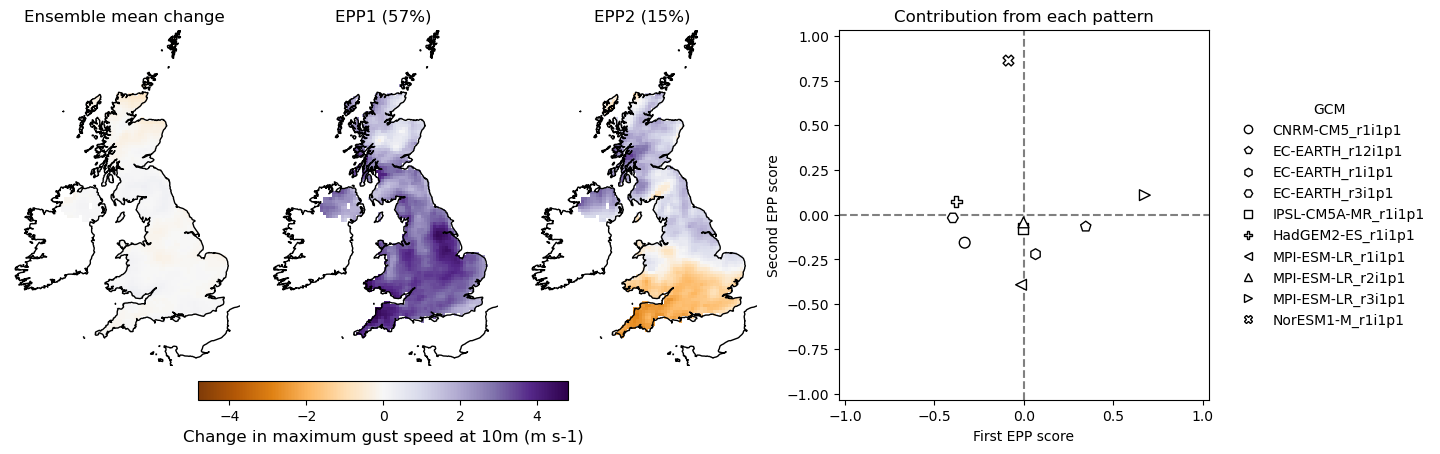 Ensemble mean change
EPP1 (57%)
EPP2 (15%)
−4
−2
0
2
4
Change in maximum gust speed at 10m (m s-1)
Contribution from each pattern
Second EPP score
1.00
0.75
0.50
0.25
0.00
−0.25
−0.50
−0.75
−1.00
−1.0
−0.5
0.0
0.5
1.0
First EPP score
GCM
CNRM-CM5_r1i1p1
EC-EARTH_r12i1p1
EC-EARTH_r1i1p1
EC-EARTH_r3i1p1
IPSL-CM5A-MR_r1i1p1
HadGEM2-ES_r1i1p1
MPI-ESM-LR_r1i1p1
MPI-ESM-LR_r2i1p1
MPI-ESM-LR_r3i1p1
NorESM1-M_r1i1p1